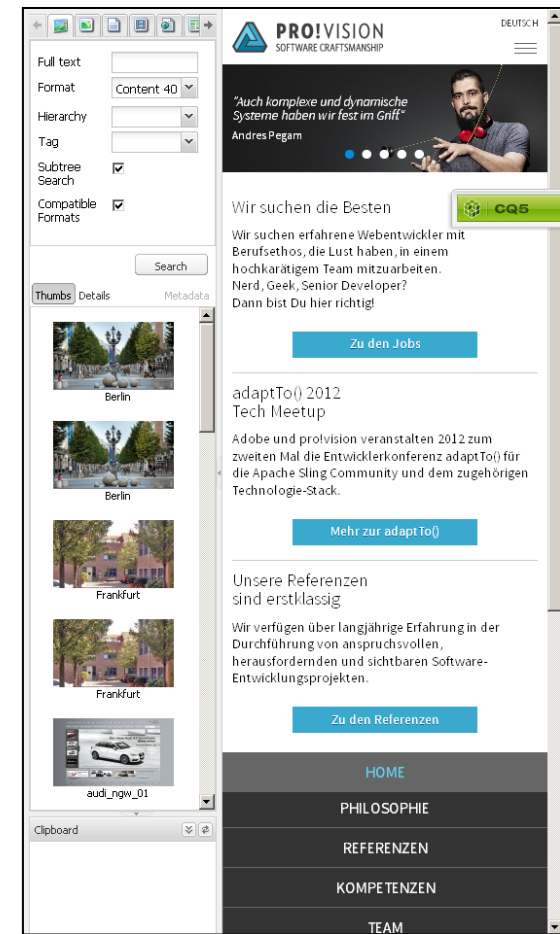 Full text
Format
Content 40
Hierarchy
Tag
Subtree
Search
Compatible
Formats
Search
Thumbs Details Metadata
Berlin
Berlin
Frankfurt
Frankfurt
audi_ngw_01
Clipboard
PRO!VISION
SOFTWARE CRAFTSMANSHIP
DEUTSCH
"Auch komplexe und dynamische
Systeme haben wir fest im Griff."
Andres Pegam
CQ5
Wir suchen die Besten
Wir suchen erfahrene Webentwickler mit
Berufsethos, die Lust haben, in einem
hochkarätigem Team mitzuarbeiten.
Nerd, Geek, Senior Developer?
Dann bist Du hier richtig!
Zu den Jobs
adaptTo() 2012
Tech Meetup
Adobe und pro!vision veranstalten 2012 zum
zweiten Mal die Entwicklerkonferenz adaptTo() für
die Apache Sling Community und dem zugehörigen
Technologie-Stack.
Mehr zur adaptTo()
Unsere Referenzen
sind erstklassig
Wir verfügen über langjährige Erfahrung in der
Durchführung von anspruchsvollen,
herausfordernden und sichtbaren Software-
Entwicklungsprojekten.
Zu den Referenzen
HOME
PHILOSOPHIE
REFERENZEN
KOMPETENZEN
TEAM